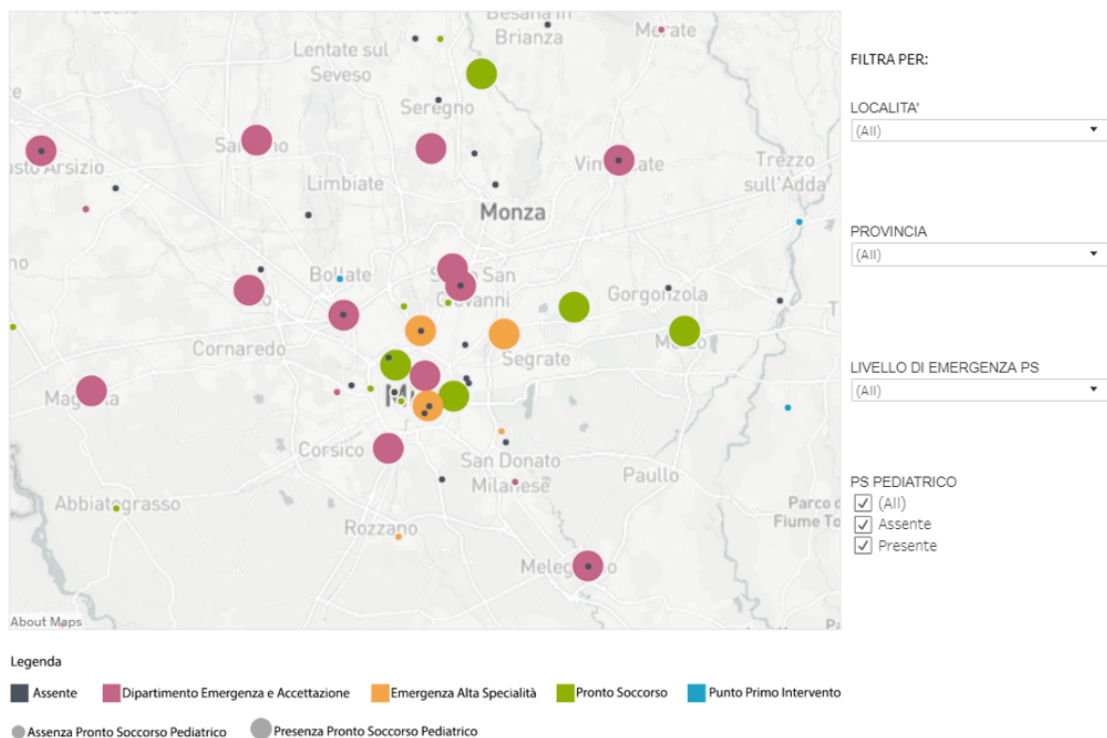 Besana in
Brianza
Merate
Lentate sul
Seveso
Seregno
Limbiate
Trezzo
sull'Adda
Monza
Bollate
Gorgonzola
Cornaredo
Segrate
Corsico
San Donato
Milanese
Paullo
Abbiategrasso
Rozzano
Parco
Fiume
About Maps
FILTRA PER:
LOCALITA'
(All)
PROVINCIA
(All)
LIVELLO DI EMERGENZA PS
(All)
PS PEDIATRICO
(All)
Assente
Presente
Legenda
Assente Dipartimento Emergenza e Accettazione Emergenza Alta Specialità Pronto Soccorso Punto Primo Intervento
Assenza Pronto Soccorso Pediatrico Presenza Pronto Soccorso Pediatrico